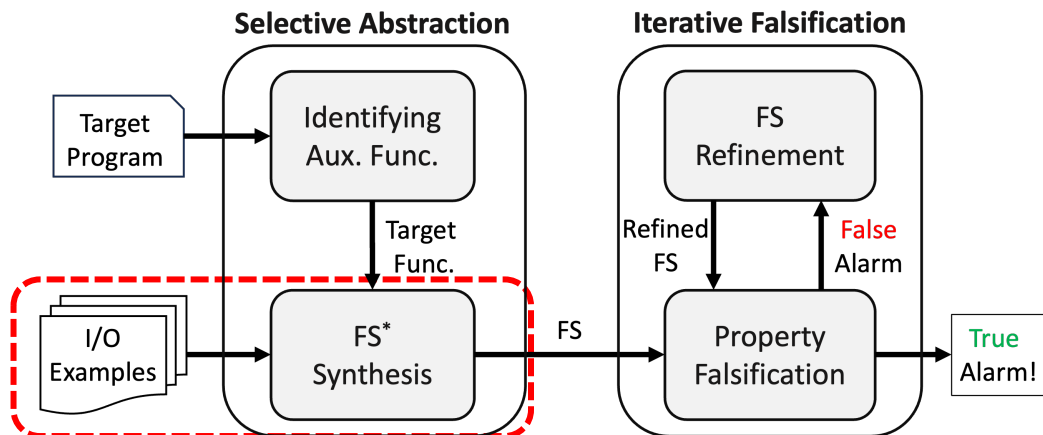 Selective Abstraction
Iterative Falsification
Target
Program
Identifying
Aux. Func.
FS
Refinement
Target
Func.
Refined
FS
False
Alarm
I/O
Examples
FS*
Synthesis
FS
Property
Falsification
True
Alarm!